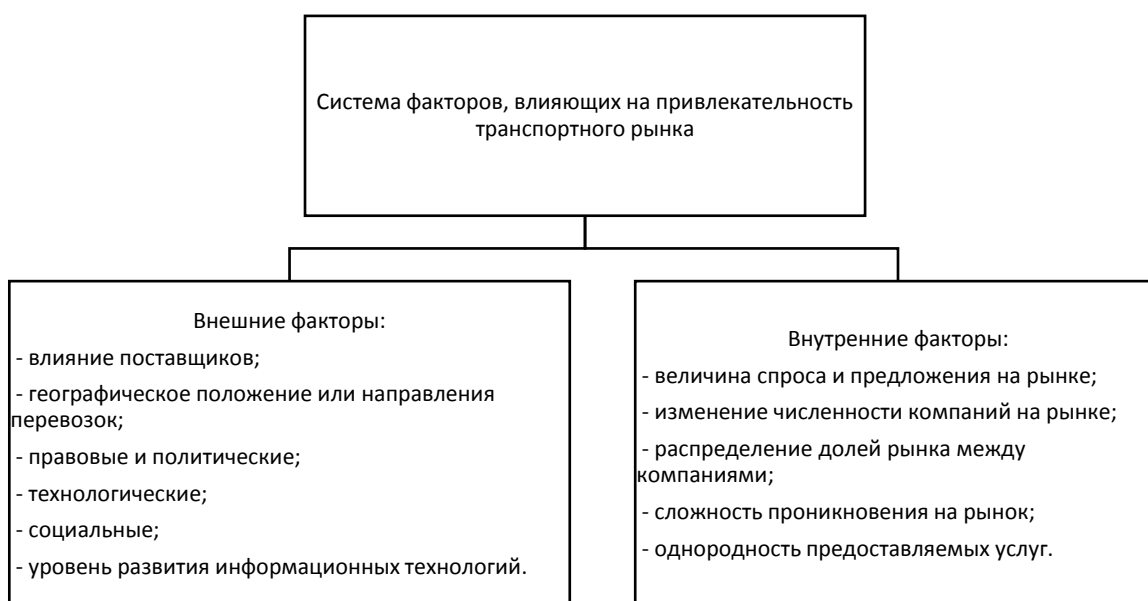 Система факторов, влияющих на привлекательность
транспортного рынка
Внешние факторы:
- влияние поставщиков;
- географическое положение или направления
перевозок;
- правовые и политические;
- технологические;
- социальные;
- уровень развития информационных технологий.
Внутренние факторы:
- величина спроса и предложения на рынке;
- изменение численности компаний на рынке;
- распределение долей рынка между
компаниями;
- сложность проникновения на рынок;
- однородность предоставляемых услуг.